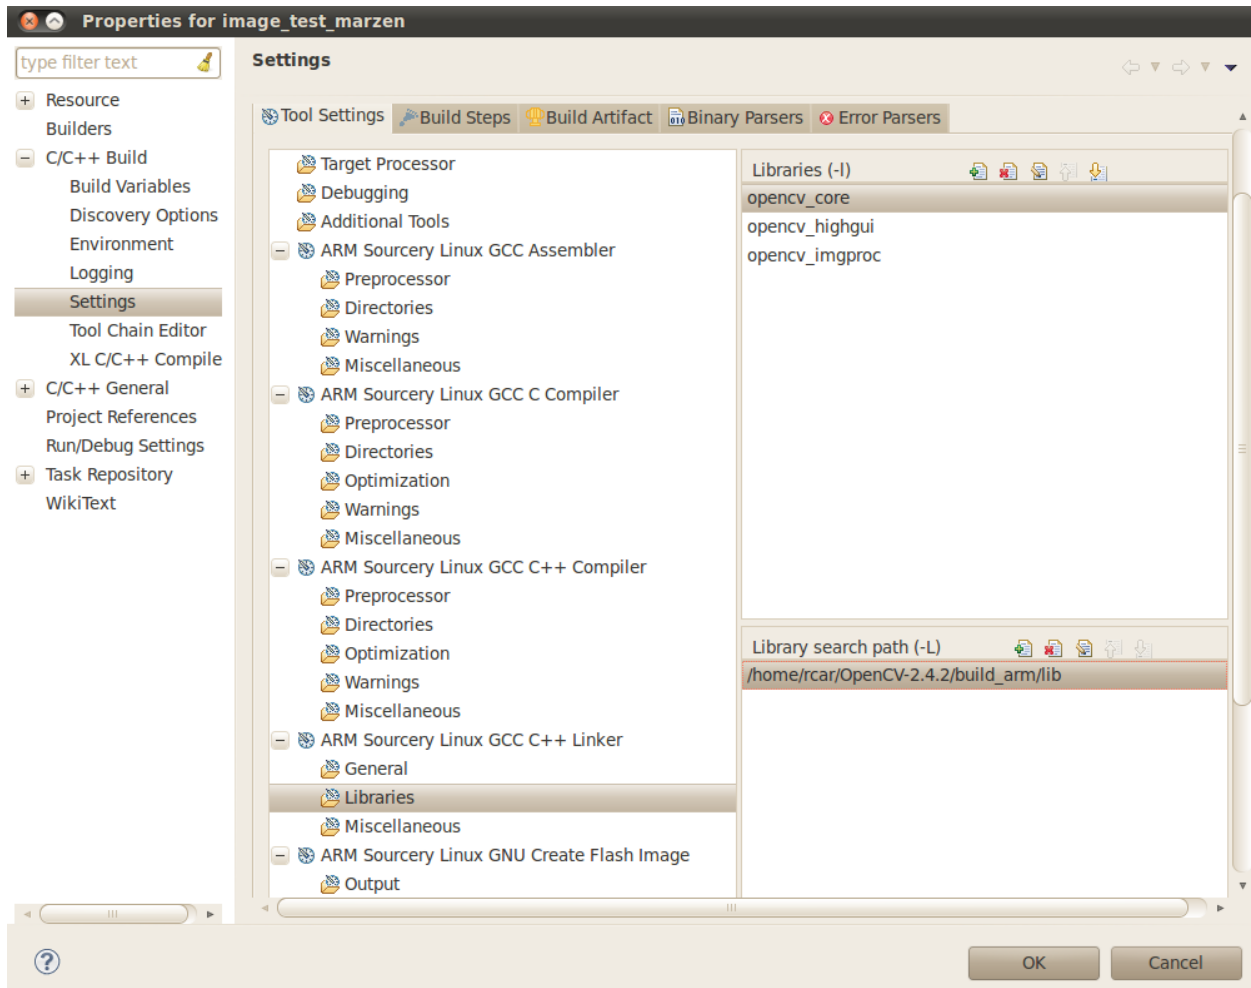 Properties for image_test_marzen
type filter text
Resource
Builders
C/C++ Build
Build Variables
Discovery Options
Environment
Logging
Settings
Tool Chain Editor
XL C/C++ Compile
C/C++ General
Project References
Run/Debug Settings
Task Repository
WikiText
Settings
Tool Settings
Build Steps
Build Artifact
Binary Parsers
Error Parsers
Target Processor
Debugging
Additional Tools
ARM Sourcery Linux GCC Assembler
Preprocessor
Directories
Warnings
Miscellaneous
ARM Sourcery Linux GCC C Compiler
Preprocessor
Directories
Optimization
Warnings
Miscellaneous
ARM Sourcery Linux GCC C++ Compiler
Preprocessor
Directories
Optimization
Warnings
Miscellaneous
ARM Sourcery Linux GCC C++ Linker
General
Libraries
Miscellaneous
ARM Sourcery Linux GNU Create Flash Image
Output
Libraries (-l)
opencv_core
opencv_highgui
opencv_imgproc
Library search path (-L)
/home/rcar/OpenCV-2.4.2/build_arm/lib
OK
Cancel